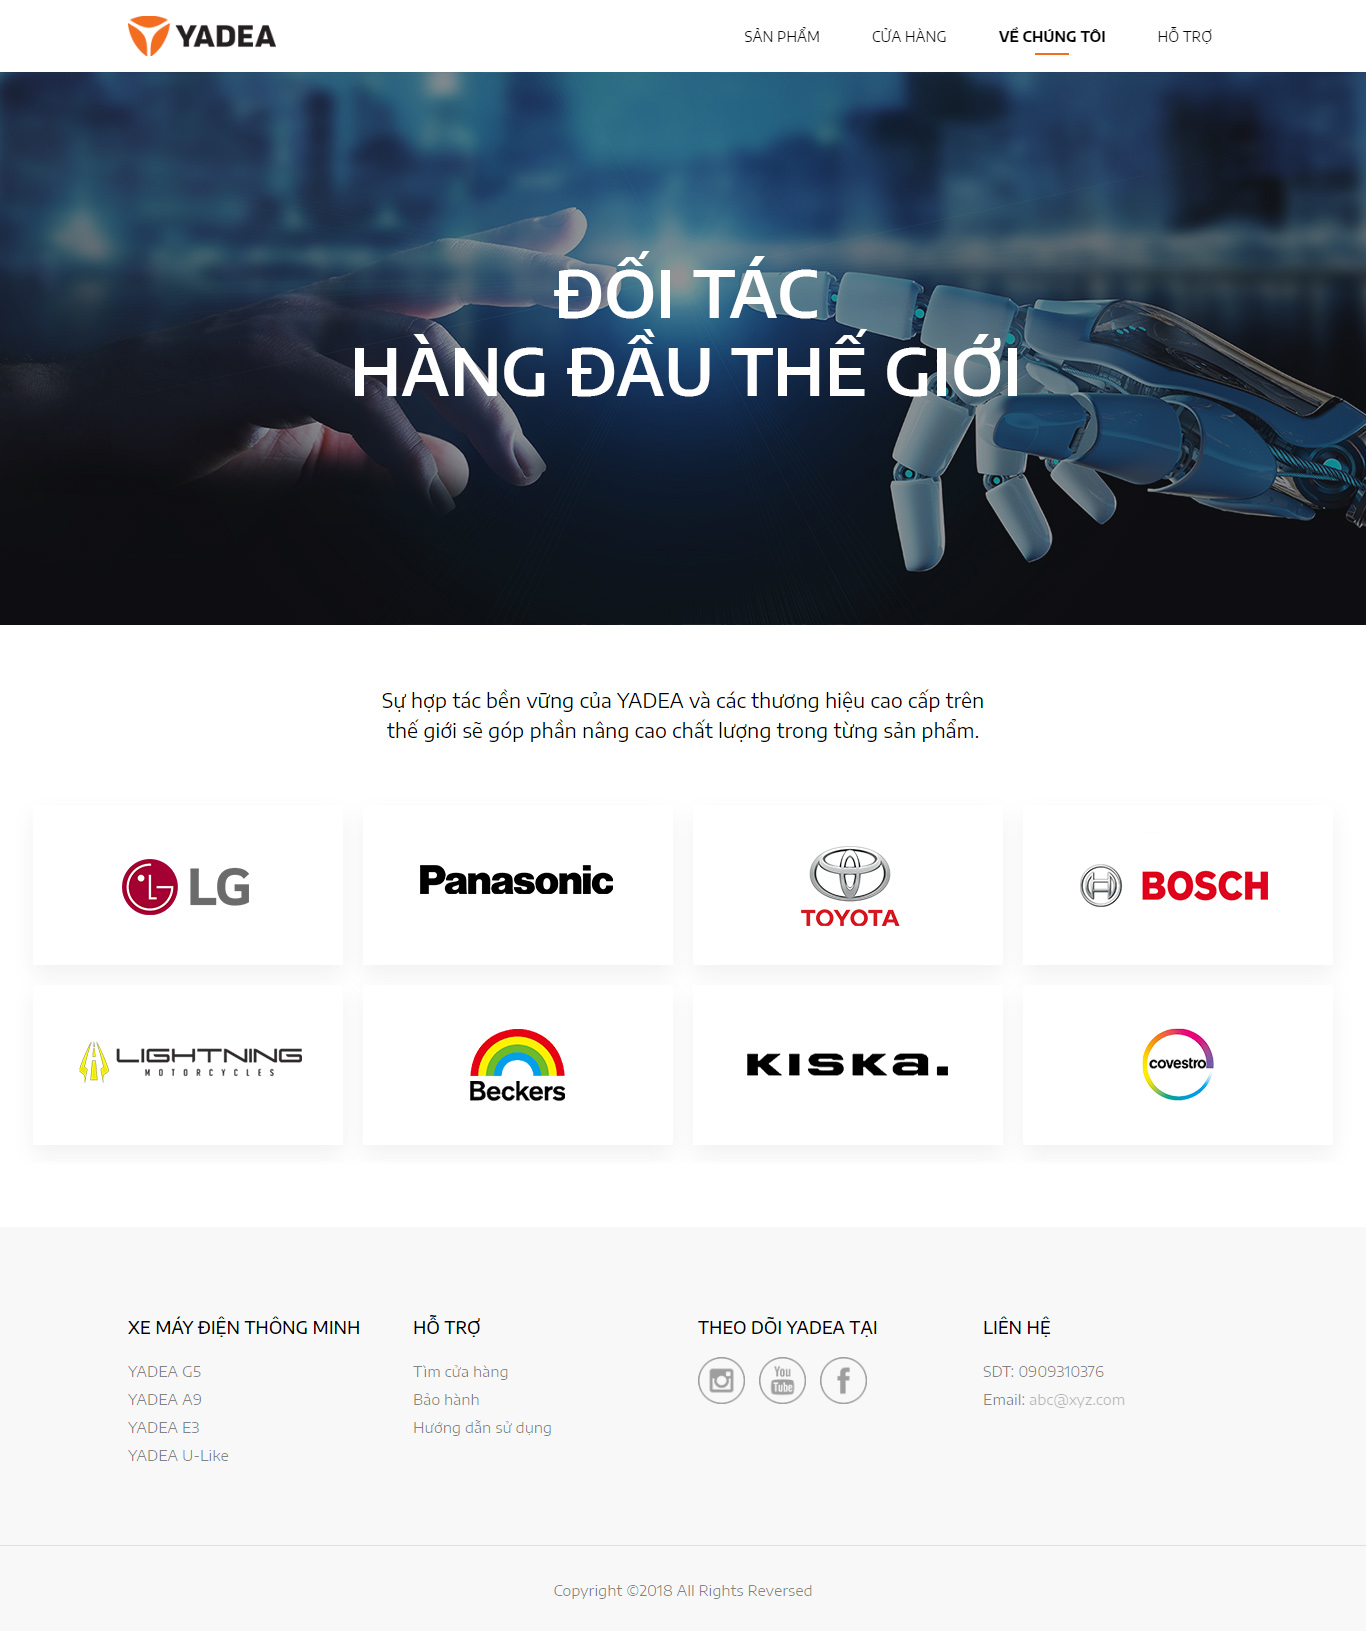 YADEA
SẢN PHẨM
CỬA HÀNG
VỀ CHÚNG TÔI
HỖ TRỢ
ĐỐI TÁC
HÀNG ĐẦU THẾ GIỚI
Sự hợp tác bền vững của YADEA và các thương hiệu cao cấp trên
thế giới sẽ góp phần nâng cao chất lượng trong từng sản phẩm.
LG
Panasonic
TOYOTA
BOSCH
LIGHTNING
MOTORCYCLES
Beckers
KISKA.
covestro
XE MÁY ĐIỆN THÔNG MINH
YADEA G5
YADEA A9
YADEA E3
YADEA U-Like
HỖ TRỢ
Tìm cửa hàng
Bảo hành
Hướng dẫn sử dụng
THEO DÕI YADEA TẠI
You
Tube
LIÊN HỆ
SDT: 0909310376
Email: abc@xyz.com
Copyright ©2018 All Rights Reversed